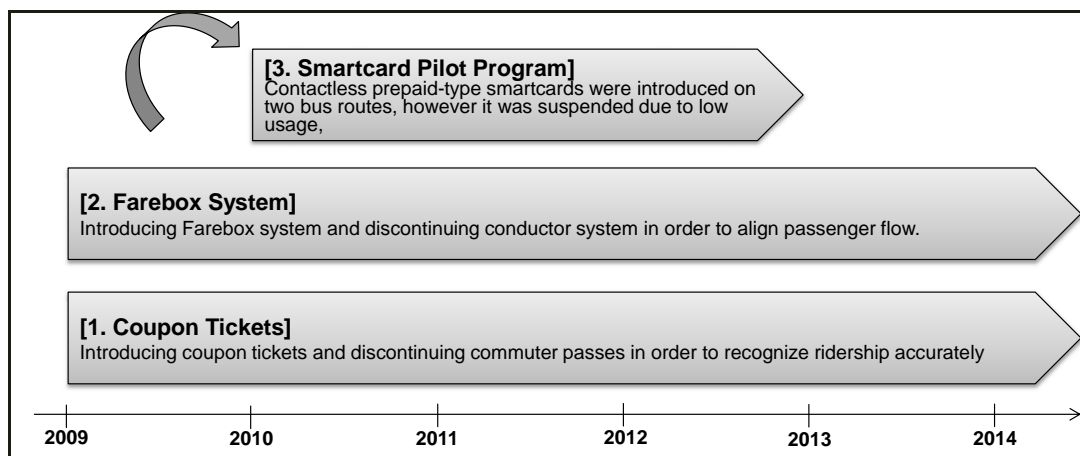 [3. Smartcard Pilot Program]
Contactless prepaid-type smartcards were introduced on
two bus routes, however it was suspended due to low
usage,
[2. Farebox System]
Introducing Farebox system and discontinuing conductor system in order to align passenger flow.
[1. Coupon Tickets]
Introducing coupon tickets and discontinuing commuter passes in order to recognize ridership accurately
2009 2010 2011 2012 2013 2014